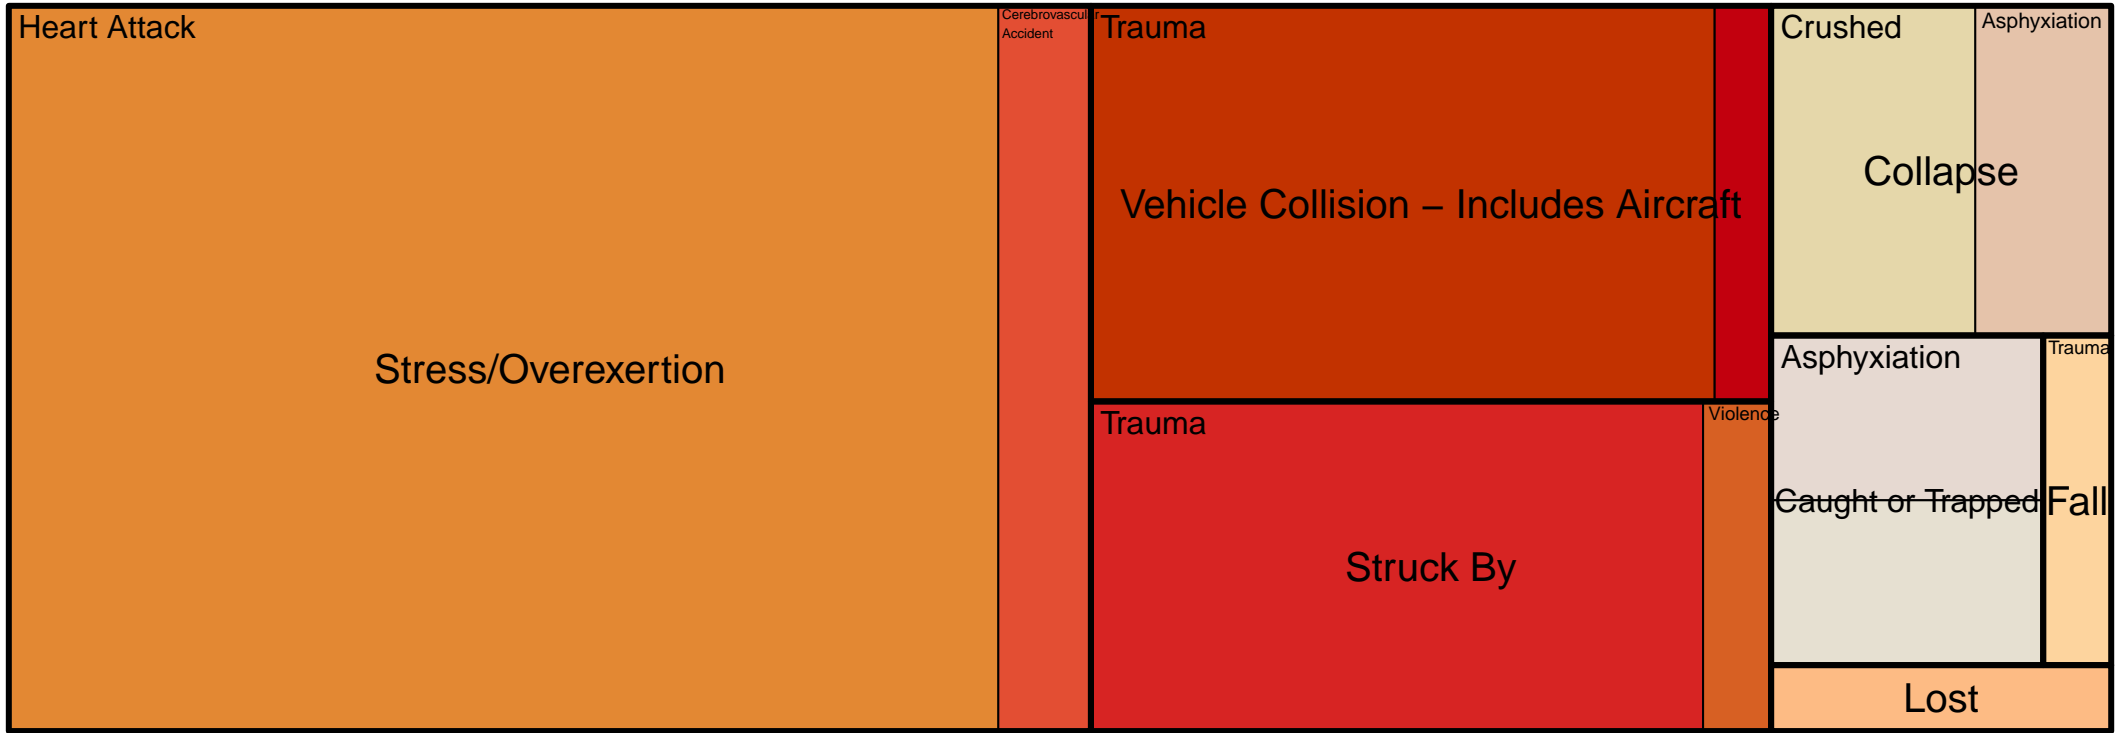 Heart Attack
Cerebrovascular
Accident
Stress/Overexertion
Trauma
Vehicle Collision – Includes Aircraft
Trauma
Violence
Struck By
Crushed
Asphyxiation
Collapse
Asphyxiation
Caught or Trapped
Trauma
Fall
Lost